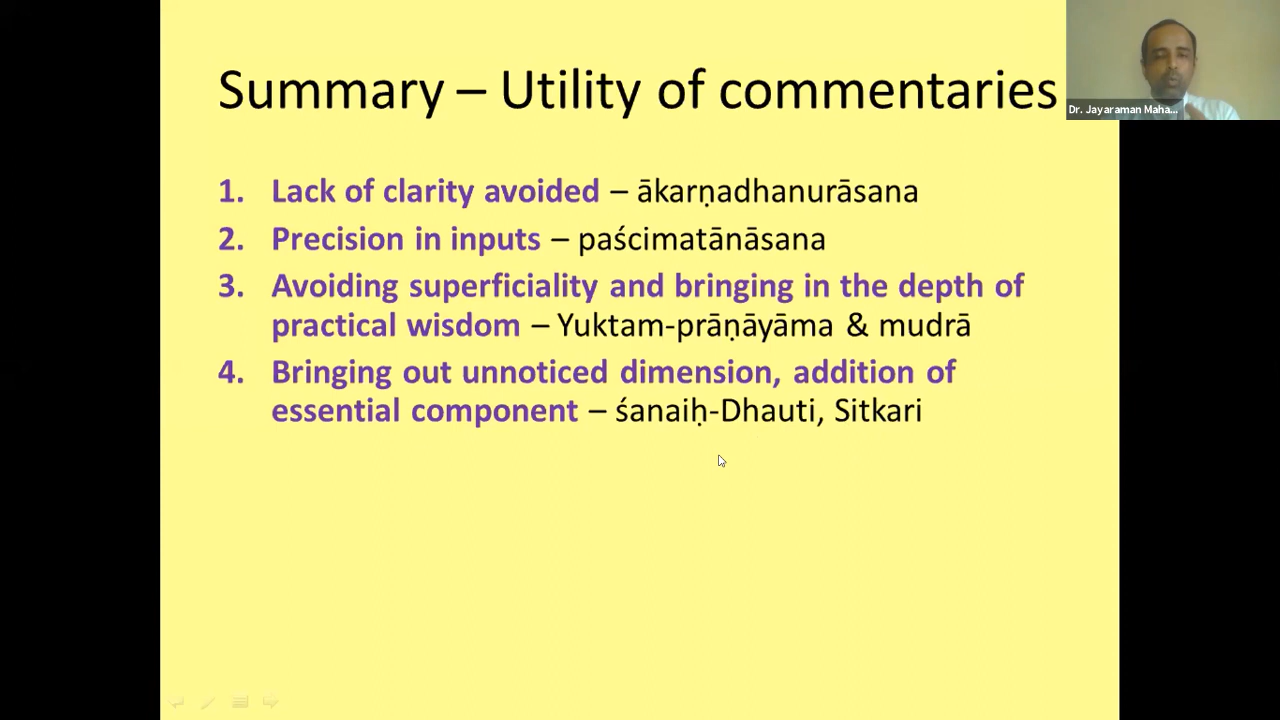 Summary – Utility of commentaries
Dr. Jayaraman Maha...
1. Lack of clarity avoided – ākarṇadhanurāsana
2. Precision in inputs – paścimatānāsana
3. Avoiding superficiality and bringing in the depth of
practical wisdom – Yuktam-prāṇāyāma & mudrā
4. Bringing out unnoticed dimension, addition of
essential component – śanaiḥ-Dhauti, Sitkari